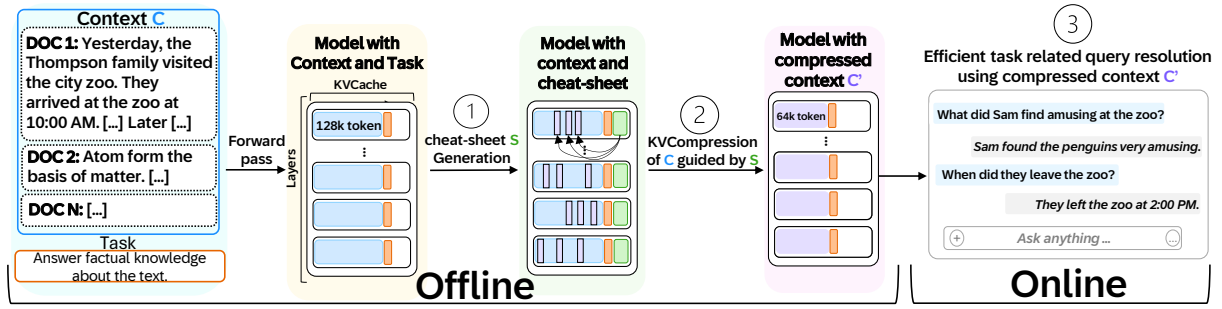 Context C
DOC 1: Yesterday, the
Thompson family visited
the city zoo. They
arrived at the zoo at
10:00 AM. [...] Later [...]
DOC 2: Atom form the
basis of matter. [...]
DOC N: [...]
Task
Answer factual knowledge
about the text.
Forward
pass
Model with
Context and Task
KVCache
Layers
128k token
...
1
cheat-sheet S
Generation
Model with
context and
cheat-sheet
...
2
KVCompression
of C guided by S
Model with
compressed
context C'
64k token
...
Offline
3
Efficient task related query resolution
using compressed context C'
What did Sam find amusing at the zoo?
Sam found the penguins very amusing.
When did they leave the zoo?
They left the zoo at 2:00 PM.
+ Ask anything ... ...
Online